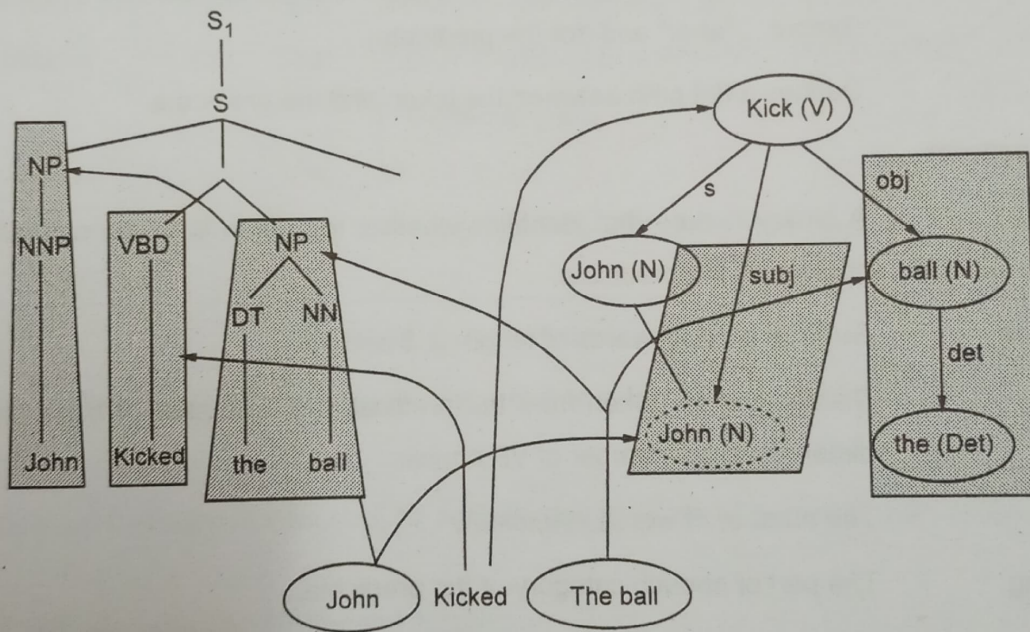 S1
S
Kick (V)
NP
s
obj
NNP
VBD
NP
John (N)
subj
ball (N)
DT
NN
det
John (N)
the (Det)
John
Kicked
the
ball
John
Kicked
The ball